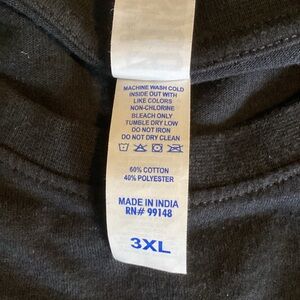 MACHINE WASH COLD
INSIDE OUT WITH
LIKE COLORS
NON-CHLORINE
BLEACH ONLY
TUMBLE DRY LOW
DO NOT IRON
DO NOT DRY CLEAN
60% COTTON
40% POLYESTER
MADE IN INDIA
RN# 99148
3XL